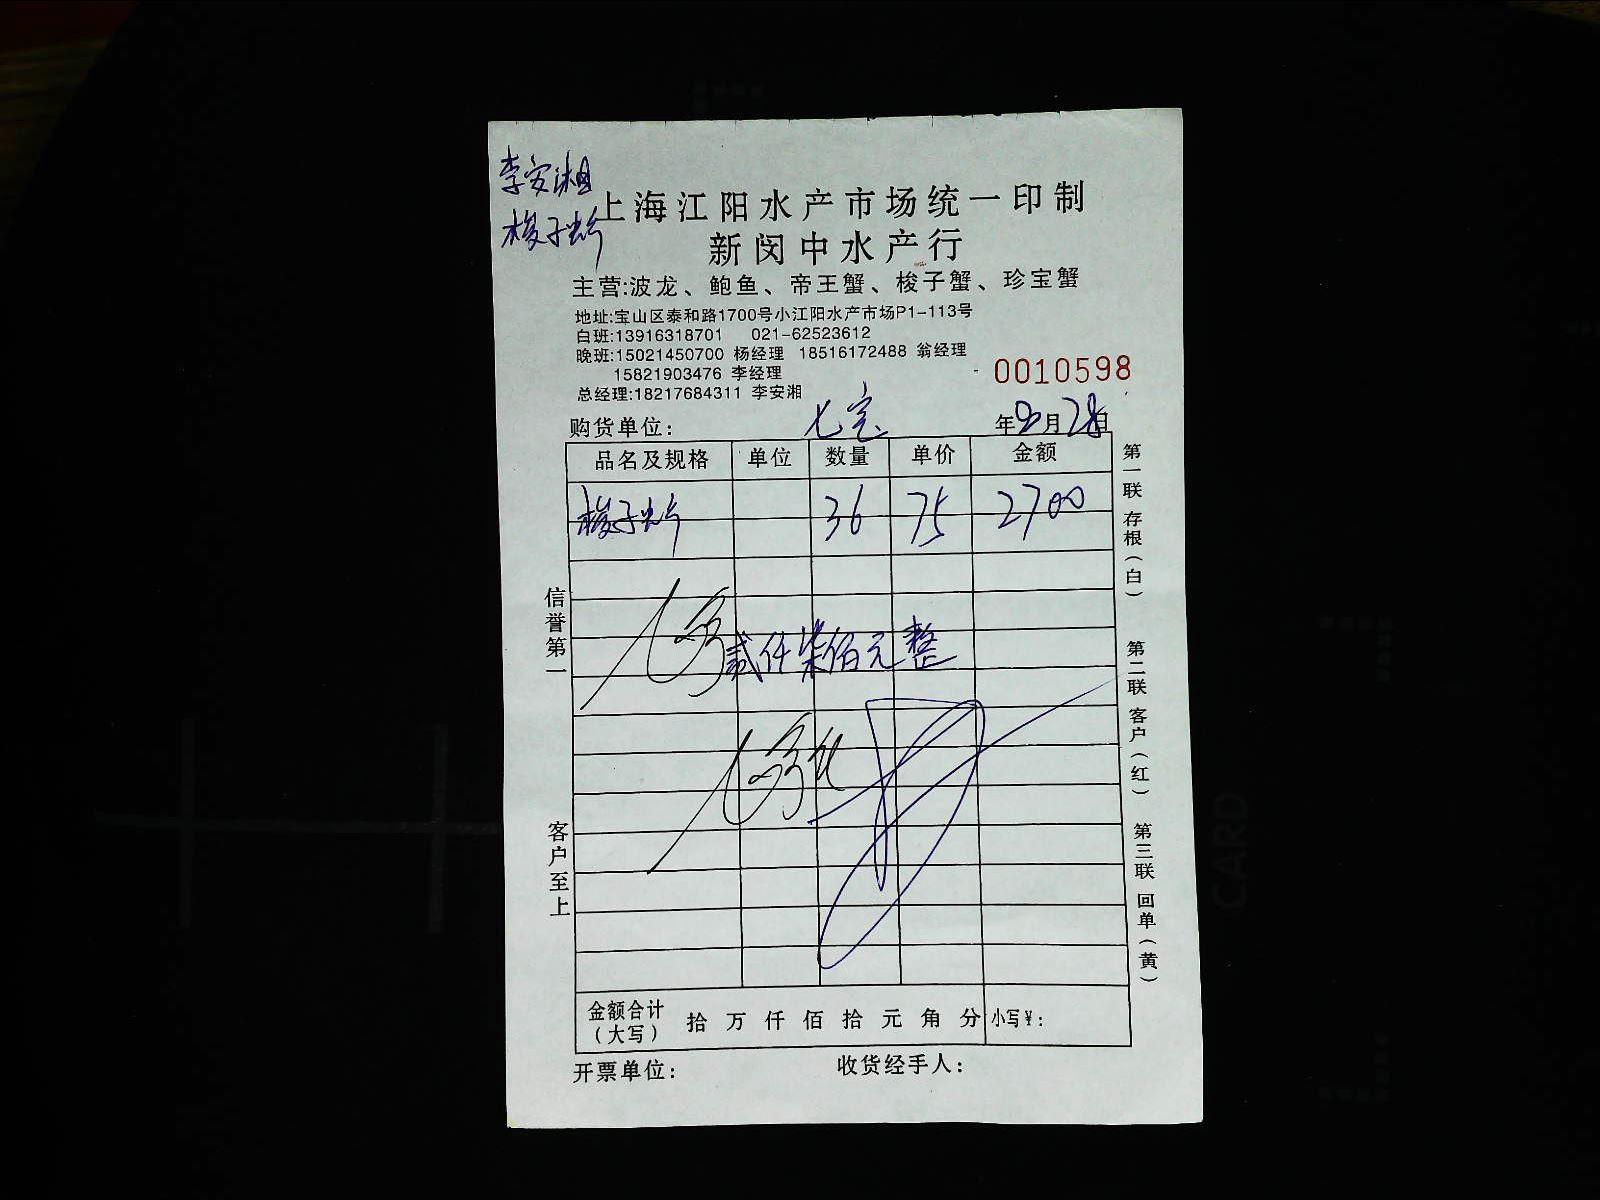 李安湘
梭子蟹
上海江阳水产市场统一印制
新闵中水产行
主营:波龙、鲍鱼、帝王蟹、梭子蟹、珍宝蟹
地址:宝山区泰和路1700号小江阳水产市场P1-113号
白班:13916318701 021-62523612
晚班:15021450700 杨经理 18516172488 翁经理
15821903476 李经理
总经理:18217684311 李安湘
0010598
购货单位: 七宝 年 月28日
品名及规格 单位 数量 单价 金额
梭子蟹 36 75 2700
贰仟柒佰元整
信誉第一
客户至上
第一联 存根(白)
第二联 客户(红)
第三联 回单(黄)
金额合计(大写) 拾 万 仟 佰 拾 元 角 分 小写¥:
开票单位: 收货经手人:
CARD